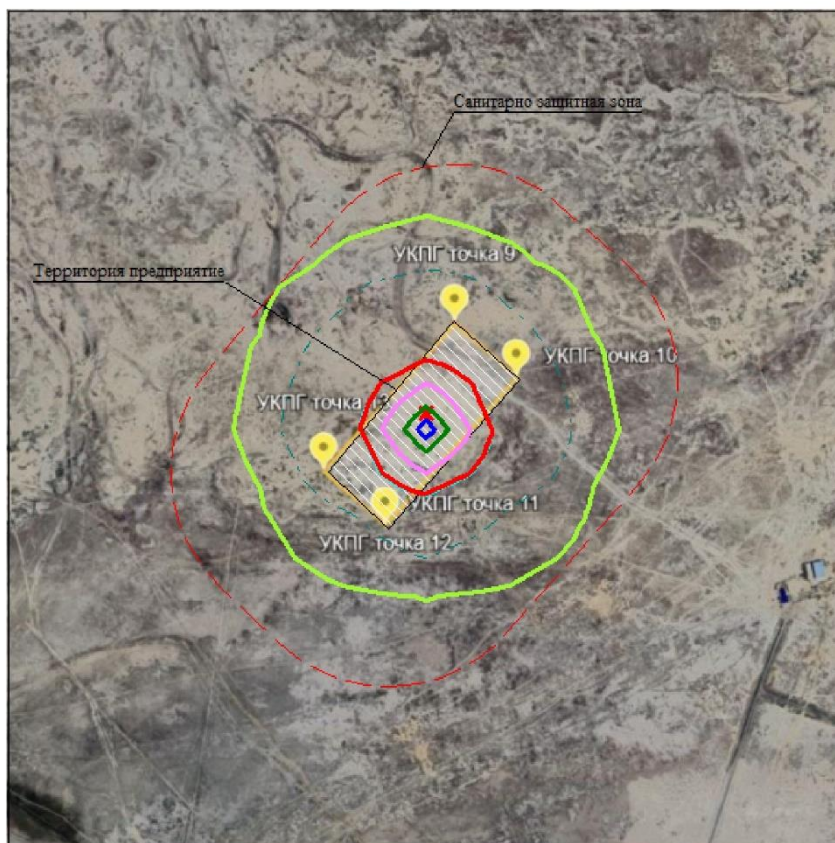 Санитарно защитная зона
УКПГ точка 9
Территория предприятие
УКПГ точка 10
УКПГ точка 13
УКПГ точка 11
УКПГ точка 12